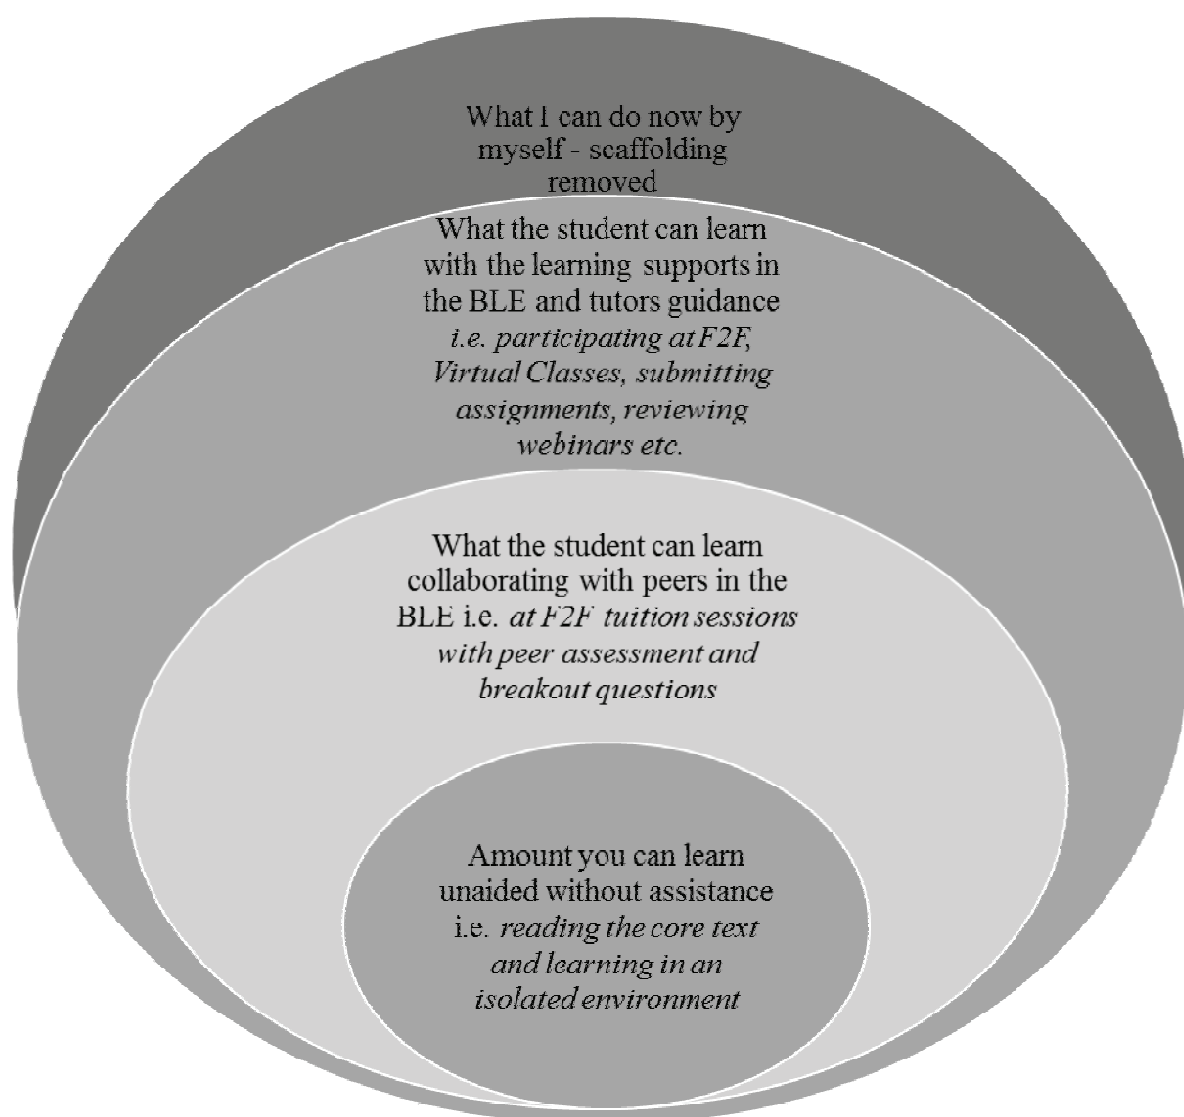 What I can do now by
myself - scaffolding
removed
What the student can learn
with the learning supports in
the BLE and tutors guidance
i.e. participating at F2F,
Virtual Classes, submitting
assignments, reviewing
webinars etc.
What the student can learn
collaborating with peers in the
BLE i.e. at F2F tuition sessions
with peer assessment and
breakout questions
Amount you can learn
unaided without assistance
i.e. reading the core text
and learning in an
isolated environment